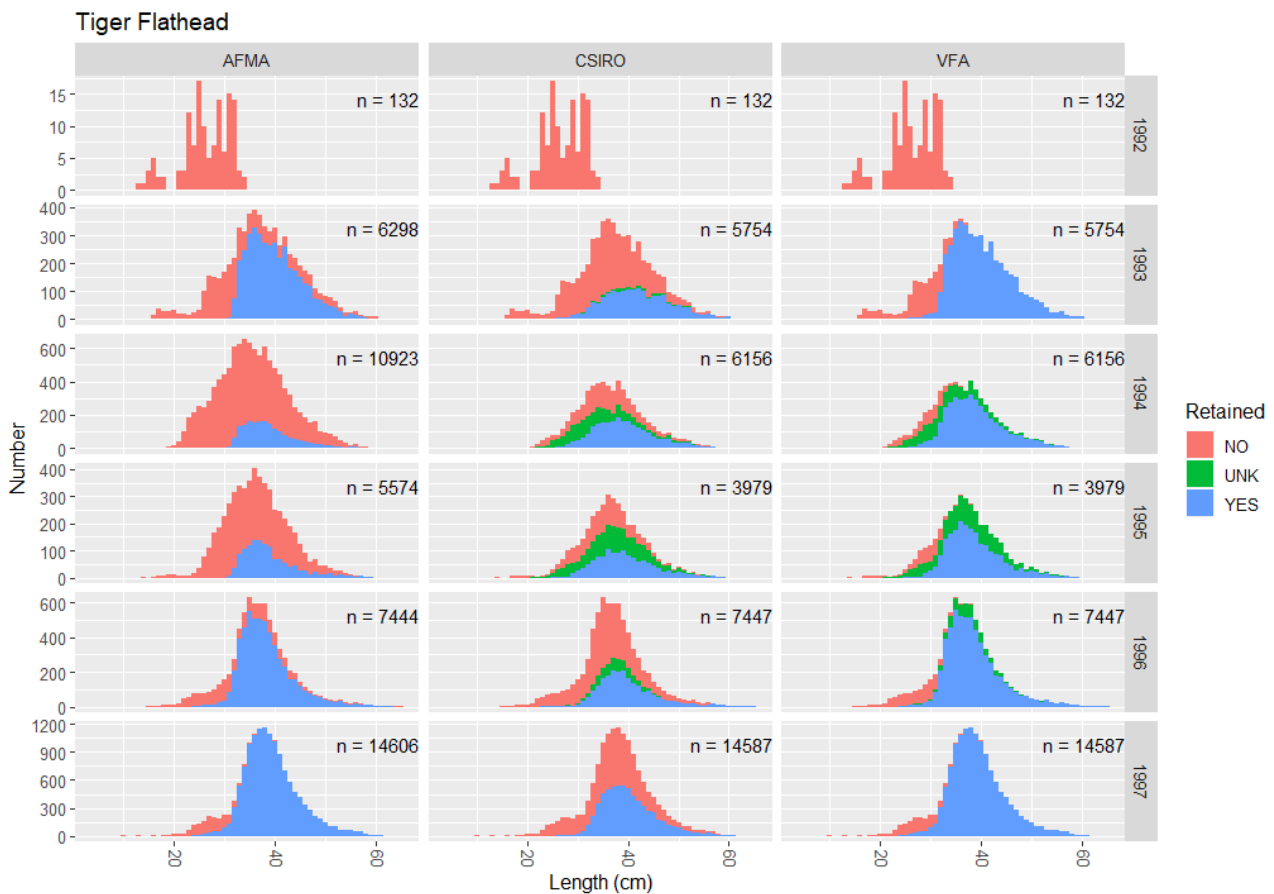 Tiger Flathead
AFMA CSIRO VFA
15
10
5
0
n = 132 n = 132 n = 132
1992
400
300
200
100
0
n = 6298 n = 5754 n = 5754
1993
600
400
200
0
n = 10923 n = 6156 n = 6156
1994
400
300
200
100
0
n = 5574 n = 3979 n = 3979
1995
600
400
200
0
n = 7444 n = 7447 n = 7447
1996
1200
900
600
300
0
n = 14606 n = 14587 n = 14587
1997
Number
20 40 60 20 40 60 20 40 60
Length (cm)
Retained
NO
UNK
YES